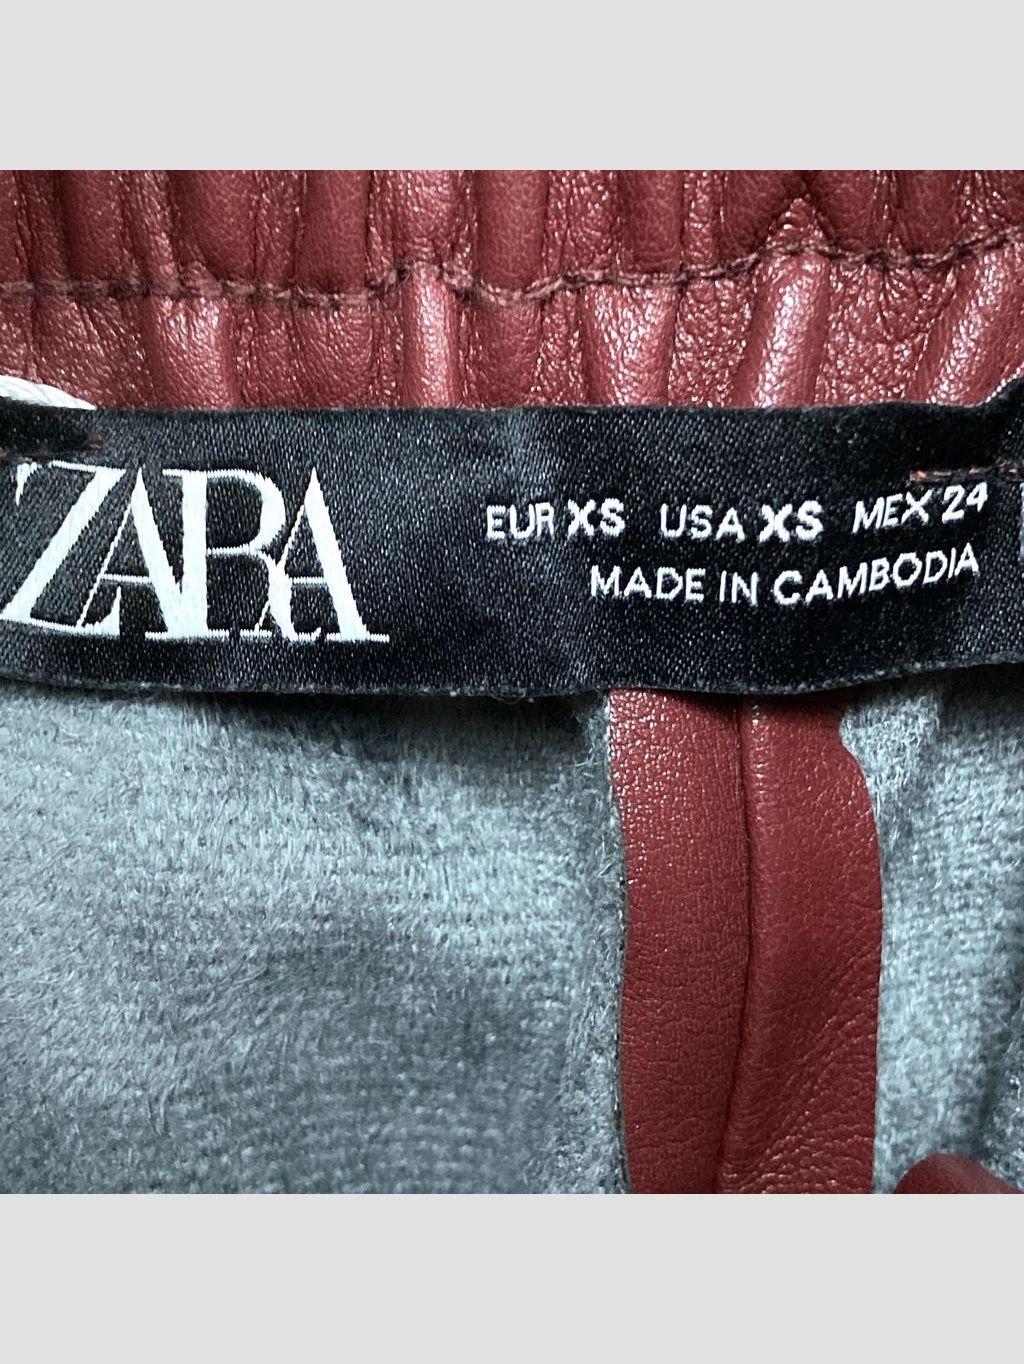 ZARA
EUR XS USA XS MEX 24
MADE IN CAMBODIA